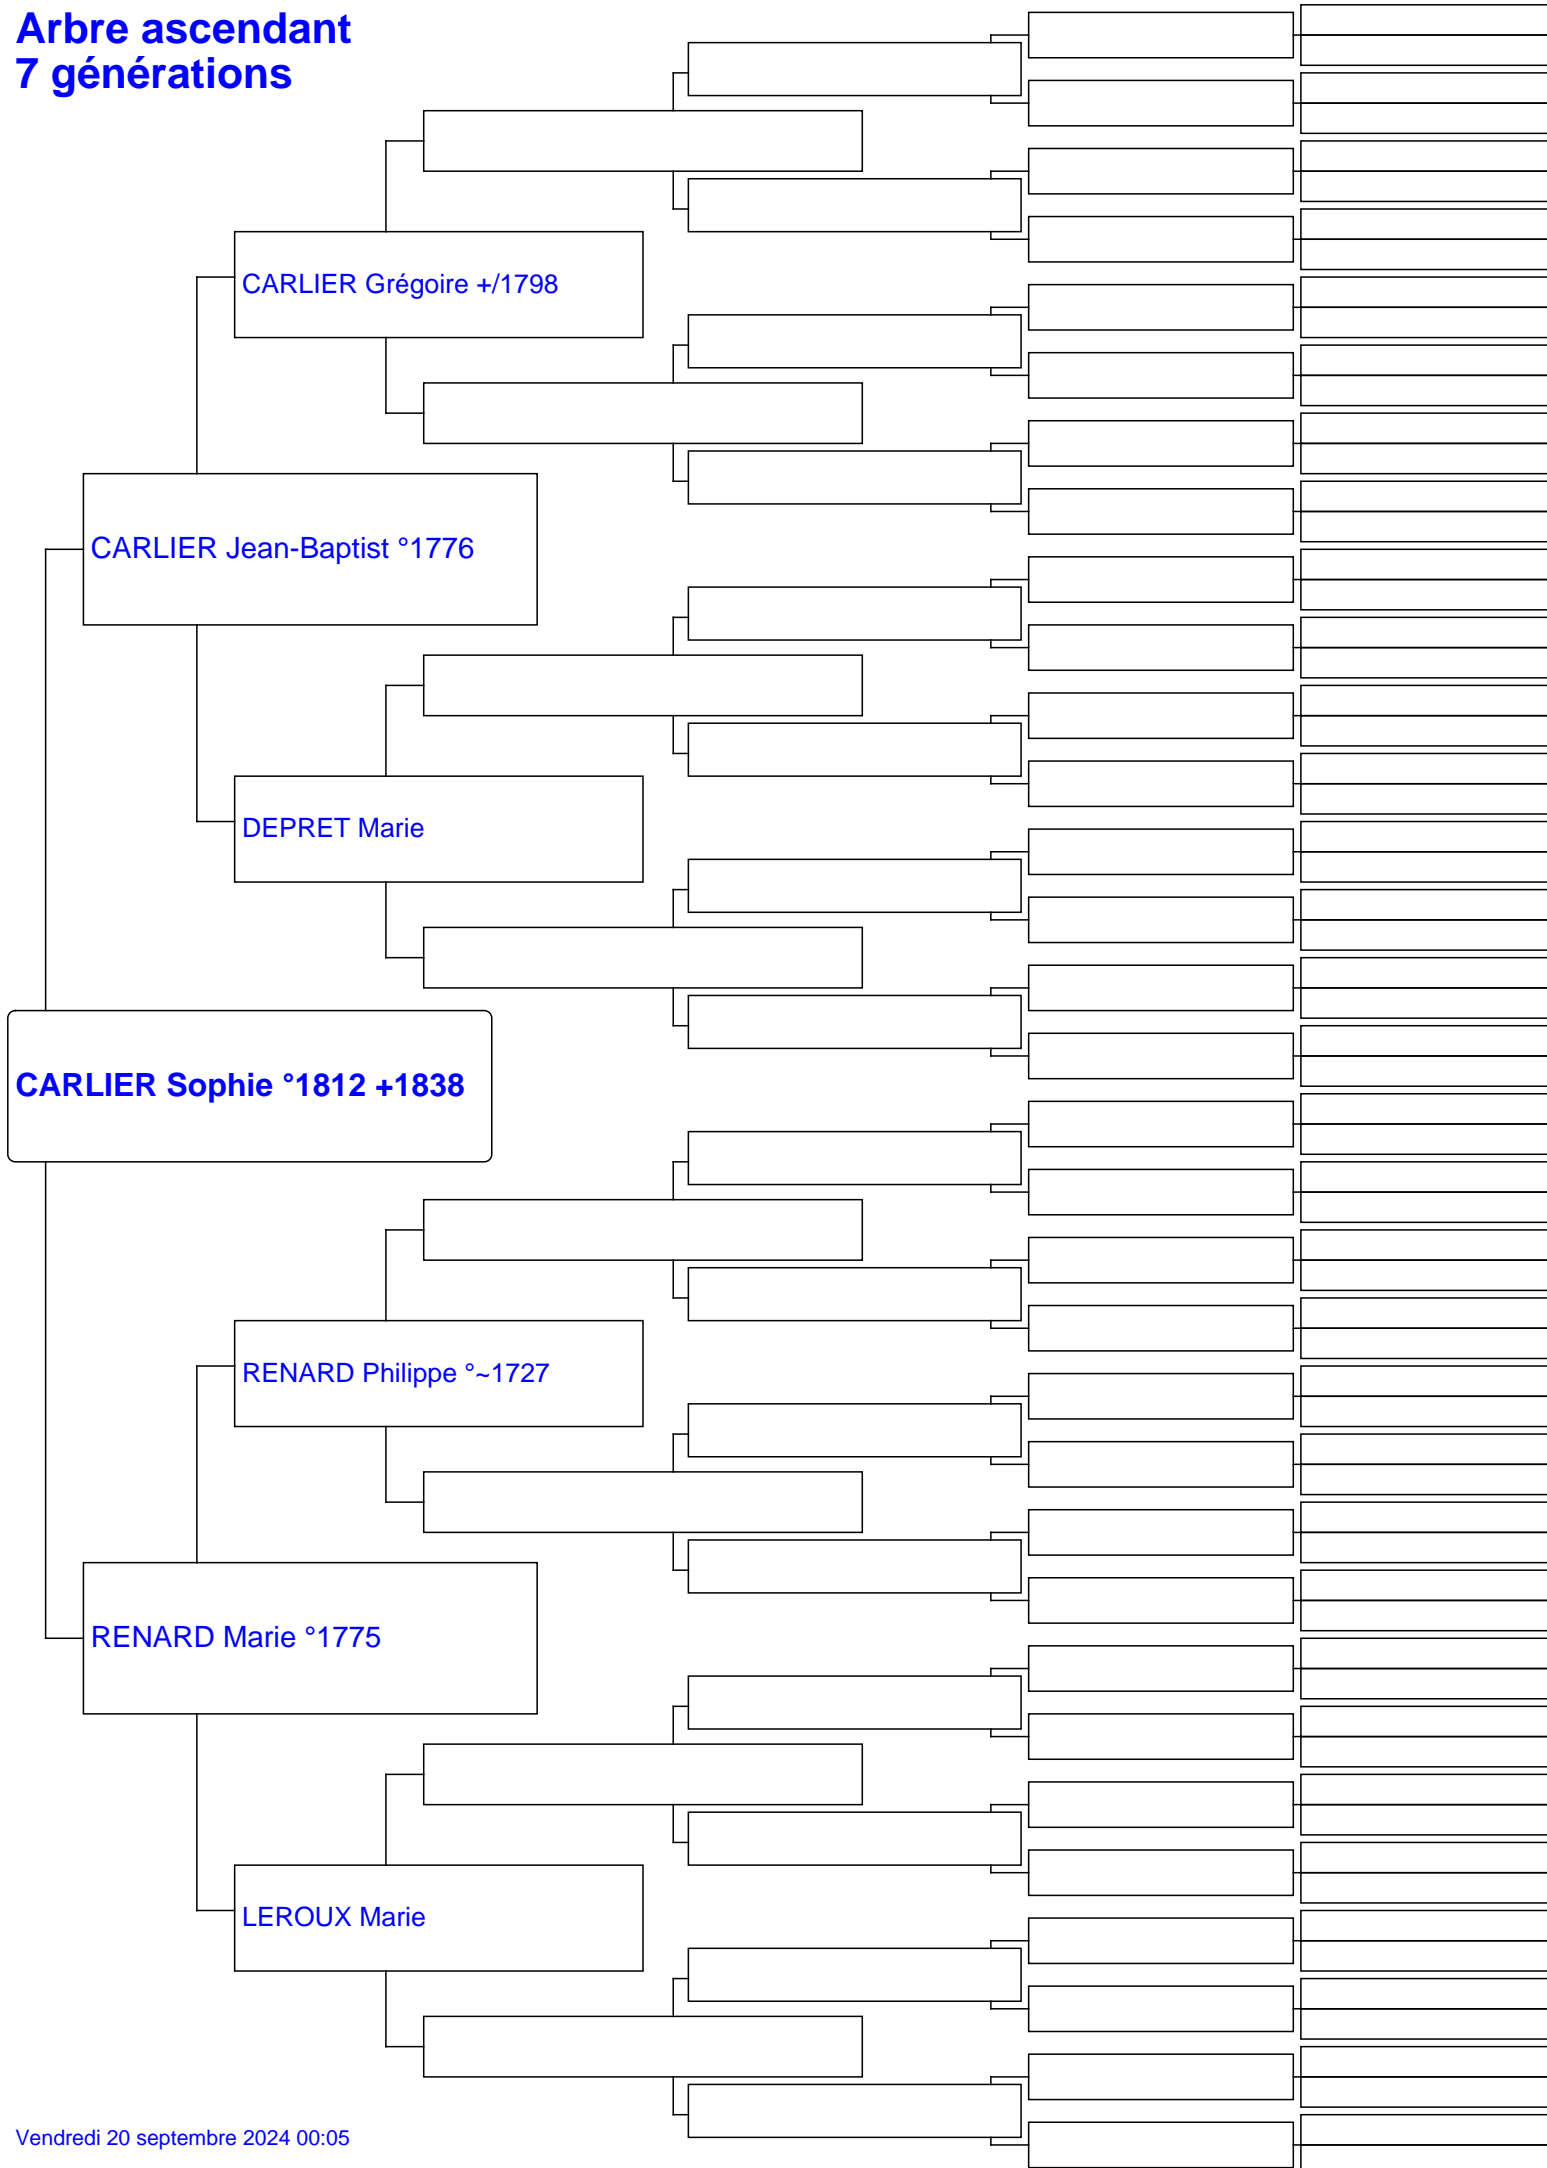 Arbre ascendant
7 générations
CARLIER Grégoire +/1798
CARLIER Jean-Baptist °1776
DEPRET Marie
CARLIER Sophie °1812 +1838
RENARD Philippe °~1727
RENARD Marie °1775
LEROUX Marie
Vendredi 20 septembre 2024 00:05